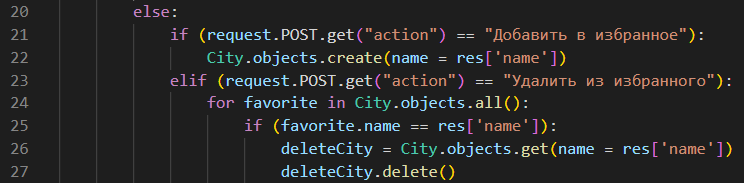 20 else:
21 if (request.POST.get("action") == "Добавить в избранное"):
22 City.objects.create(name = res['name'])
23 elif (request.POST.get("action") == "Удалить из избранного"):
24 for favorite in City.objects.all():
25 if (favorite.name == res['name']):
26 deleteCity = City.objects.get(name = res['name'])
27 deleteCity.delete()